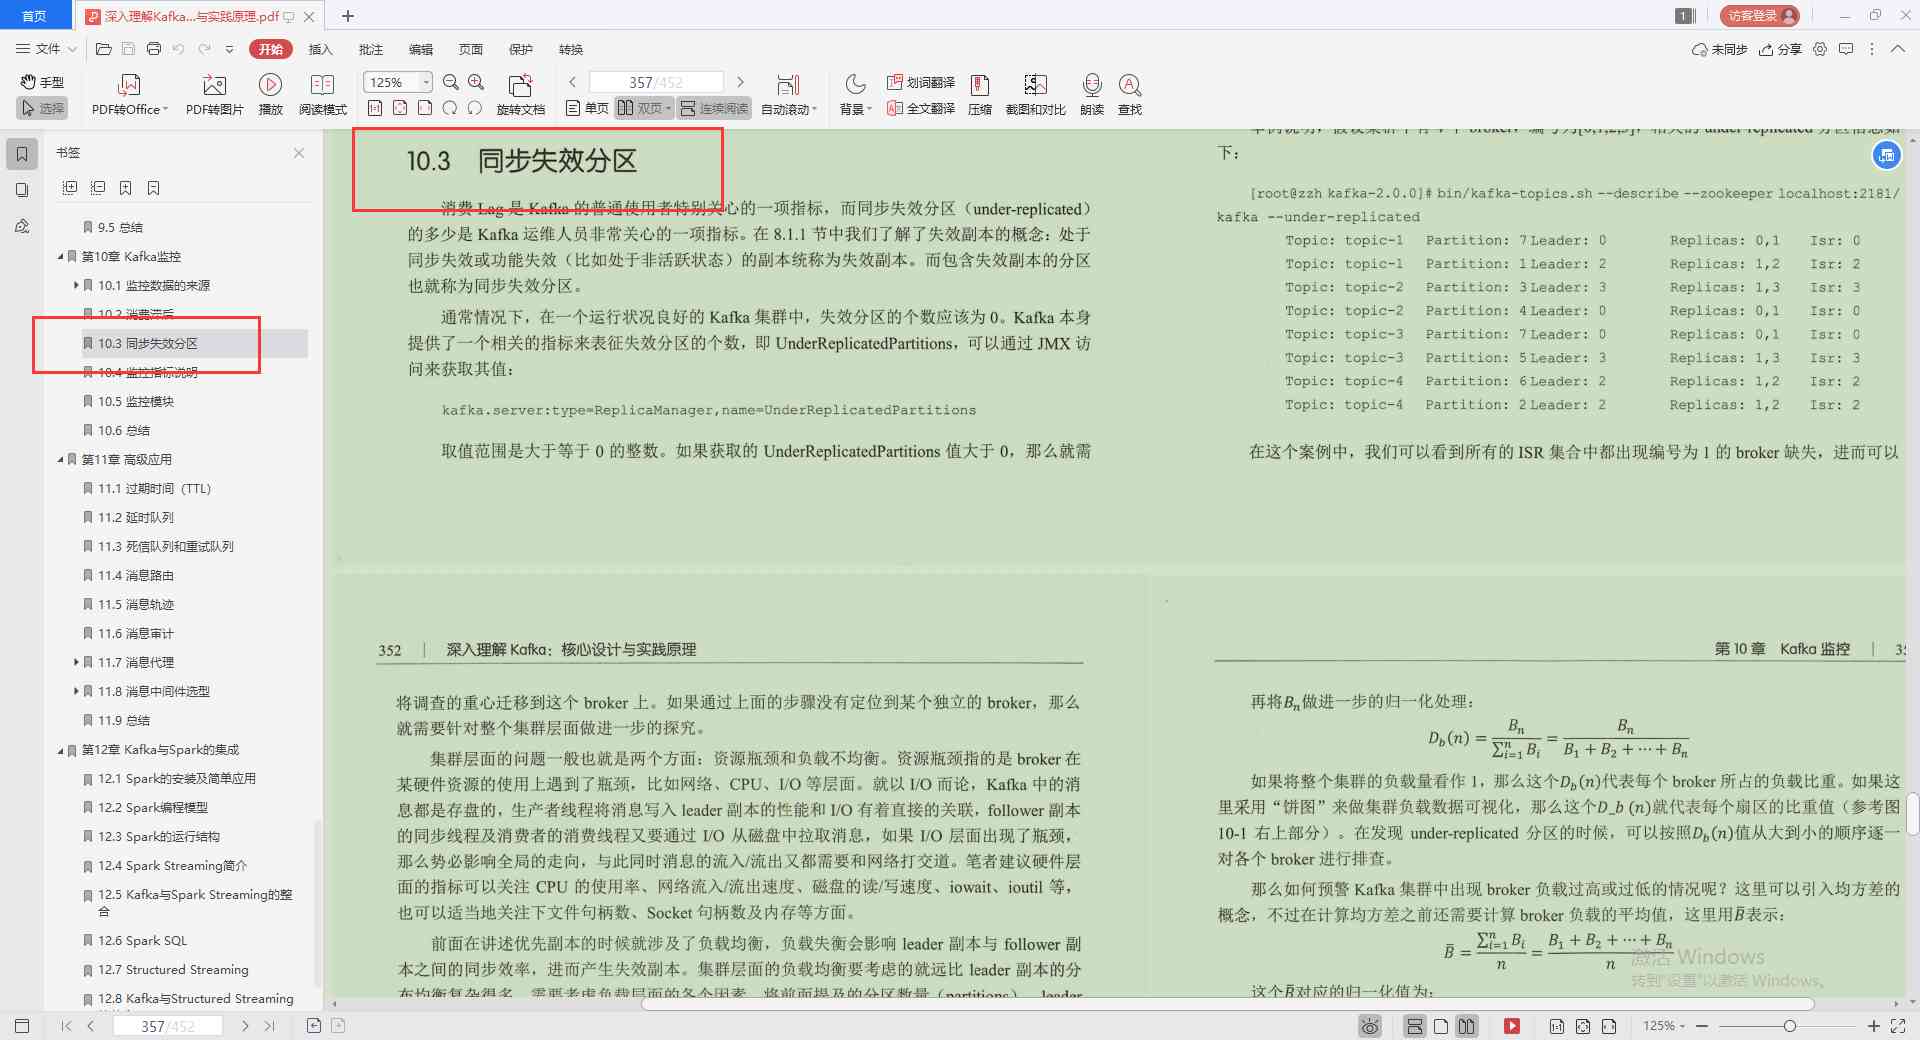 首页
深入理解Kafka...与实践原理.pdf
1
访客登录
文件
开始
插入
批注
编辑
页面
保护
转换
未同步
分享
手型
选择
PDF转Office
PDF转图片
播放
阅读模式
125%
旋转文档
357/452
单页
双页
连续阅读
自动滚动
背景
划词翻译
全文翻译
压缩
截图和对比
朗读
查找
书签
9.5 总结
第10章 Kafka监控
10.1 监控数据的来源
10.2 消费滞后
10.3 同步失效分区
10.4 监控指标说明
10.5 监控模块
10.6 总结
第11章 高级应用
11.1 过期时间（TTL）
11.2 延时队列
11.3 死信队列和重试队列
11.4 消息路由
11.5 消息轨迹
11.6 消息审计
11.7 消息代理
11.8 消息中间件选型
11.9 总结
第12章 Kafka与Spark的集成
12.1 Spark的安装及简单应用
12.2 Spark编程模型
12.3 Spark的运行结构
12.4 Spark Streaming简介
12.5 Kafka与Spark Streaming的整
合
12.6 Spark SQL
12.7 Structured Streaming
12.8 Kafka与Structured Streaming
10.3 同步失效分区
消费 Lag 是 Kafka 的普通使用者特别关心的一项指标，而同步失效分区（under-replicated）
的多少是 Kafka 运维人员非常关心的一项指标。在 8.1.1 节中我们了解了失效副本的概念：处于
同步失效或功能失效（比如处于非活跃状态）的副本统称为失效副本。而包含失效副本的分区
也就称为同步失效分区。
通常情况下，在一个运行状况良好的 Kafka 集群中，失效分区的个数应该为 0。Kafka 本身
提供了一个相关的指标来表征失效分区的个数，即 UnderReplicatedPartitions，可以通过 JMX 访
问来获取其值：
kafka.server:type=ReplicaManager,name=UnderReplicatedPartitions
取值范围是大于等于 0 的整数。如果获取的 UnderReplicatedPartitions 值大于 0，那么就需
下：
[root@zzh kafka-2.0.0]# bin/kafka-topics.sh --describe --zookeeper localhost:2181/
kafka --under-replicated
Topic: topic-1 Partition: 7 Leader: 0 Replicas: 0,1 Isr: 0
Topic: topic-1 Partition: 1 Leader: 2 Replicas: 1,2 Isr: 2
Topic: topic-2 Partition: 3 Leader: 3 Replicas: 1,3 Isr: 3
Topic: topic-2 Partition: 4 Leader: 0 Replicas: 0,1 Isr: 0
Topic: topic-3 Partition: 7 Leader: 0 Replicas: 0,1 Isr: 0
Topic: topic-3 Partition: 5 Leader: 3 Replicas: 1,3 Isr: 3
Topic: topic-4 Partition: 6 Leader: 2 Replicas: 1,2 Isr: 2
Topic: topic-4 Partition: 2 Leader: 2 Replicas: 1,2 Isr: 2
在这个案例中，我们可以看到所有的 ISR 集合中都出现编号为 1 的 broker 缺失，进而可以
352 | 深入理解 Kafka：核心设计与实践原理
将调查的重心迁移到这个 broker 上。如果通过上面的步骤没有定位到某个独立的 broker，那么
就需要针对整个集群层面做进一步的探究。
集群层面的问题一般也就是两个方面：资源瓶颈和负载不均衡。资源瓶颈指的是 broker 在
某硬件资源的使用上遇到了瓶颈，比如网络、CPU、I/O 等层面。就以 I/O 而论，Kafka 中的消
息都是存盘的，生产者线程将消息写入 leader 副本的性能和 I/O 有着直接的关联，follower 副本
的同步线程及消费者的消费线程又要通过 I/O 从磁盘中拉取消息，如果 I/O 层面出现了瓶颈，
那么势必影响全局的走向，与此同时消息的流入/流出又都需要和网络打交道。笔者建议硬件层
面的指标可以关注 CPU 的使用率、网络流入/流出速度、磁盘的读/写速度、iowait、ioutil 等，
也可以适当地关注下文件句柄数、Socket 句柄数及内存等方面。
前面在讲述优先副本的时候就涉及了负载均衡，负载失衡会影响 leader 副本与 follower 副
本之间的同步效率，进而产生失效副本。集群层面的负载均衡要考虑的就远比 leader 副本的分
布均衡复杂得多，需要考虑负载层面的各个因素，将前面提及的分区数量（partitions）、leader
第 10 章 Kafka 监控 |
再将Bn做进一步的归一化处理：
Db(n) = Bn / ∑ⁿi=1 Bi = Bn / (B1 + B2 + ⋯ + Bn)
如果将整个集群的负载量看作 1，那么这个Db(n)代表每个 broker 所占的负载比重。如果这
里采用“饼图”来做集群负载数据可视化，那么这个D_b (n)就代表每个扇区的比重值（参考图
10-1 右上部分）。在发现 under-replicated 分区的时候，可以按照Db(n)值从大到小的顺序逐一
对各个 broker 进行排查。
那么如何预警 Kafka 集群中出现 broker 负载过高或过低的情况呢？这里可以引入均方差的
概念，不过在计算均方差之前还需要计算 broker 负载的平均值，这里用B̄表示：
B̄ = ∑ⁿi=1 Bi / n = (B1 + B2 + ⋯ + Bn) / n
这个B̄对应的归一化值为：
激活 Windows
转到"设置"以激活 Windows。
357/452
125%